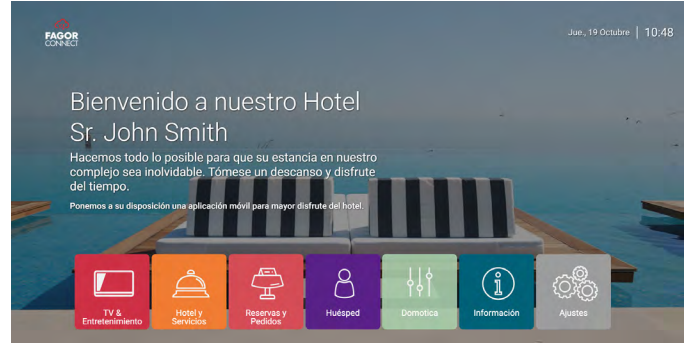 FAGOR
CONNECT
Jue., 19 Octubre | 10:48
Bienvenido a nuestro Hotel
Sr. John Smith
Hacemos todo lo posible para que su estancia en nuestro
complejo sea inolvidable. Tómese un descanso y disfrute
del tiempo.
Ponemos a su disposición una aplicación móvil para mayor disfrute del hotel.
TV &
Entretenimiento
Hotel y
Servicios
Reservas y
Pedidos
Huésped
Domotica
Información
Ajustes